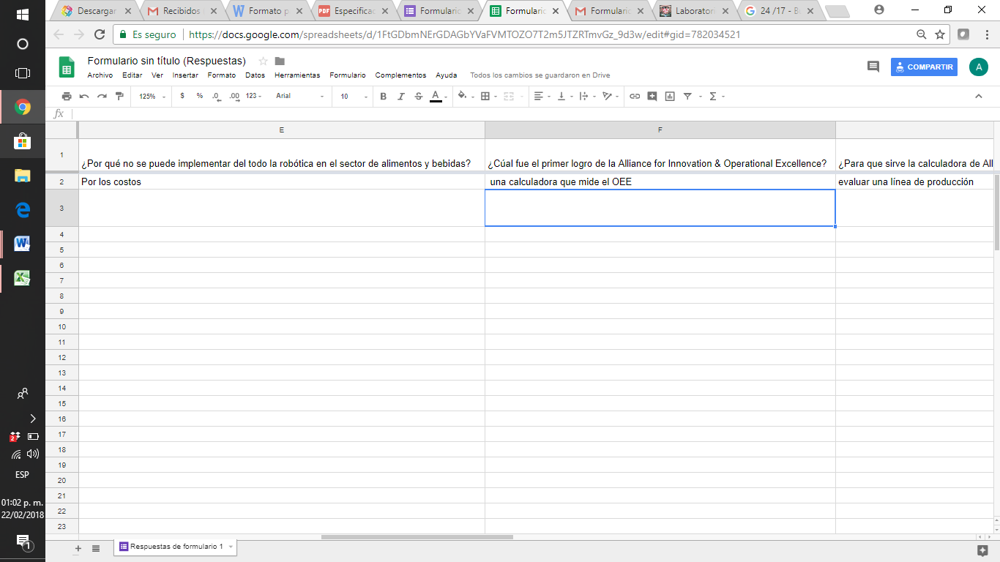 Descargar
Recibidos
Formato p
Especificac
Formulario
Formulario
Formulario
Laboratori
24 /17 - B
Es seguro
https://docs.google.com/spreadsheets/d/1FtGDbmNErGDAGbYVaFVMTOZO7T2m5JTZRTmvGz_9d3w/edit#gid=782034521
Formulario sin título (Respuestas)
Archivo Editar Ver Insertar Formato Datos Herramientas Formulario Complementos Ayuda Todos los cambios se guardaron en Drive
COMPARTIR
A
125% $ % .0 .00 123 Arial 10 B I S A Σ
fx
E F
1 ¿Por qué no se puede implementar del todo la robótica en el sector de alimentos y bebidas? ¿Cúal fue el primer logro de la Alliance for Innovation & Operational Excellence? ¿Para que sirve la calculadora de All
2 Por los costos una calculadora que mide el OEE evaluar una línea de producción
3
4
5
6
7
8
9
10
11
12
13
14
15
16
17
18
19
20
21
22
23
Respuestas de formulario 1
2
ESP
01:02 p. m.
22/02/2018
1